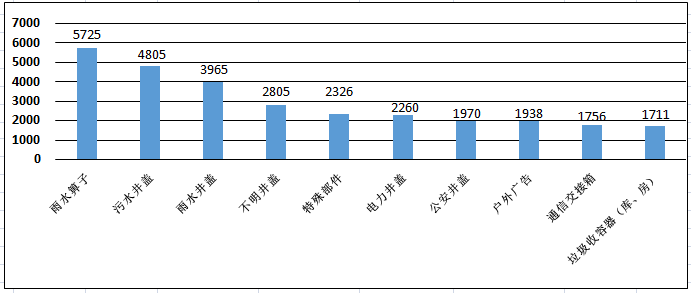 7000
6000
5000
4000
3000
2000
1000
0
5725
4805
3965
2805
2326
2260
1970
1938
1756
1711
雨水箅子
污水井盖
雨水井盖
不明井盖
特殊部件
电力井盖
公安井盖
户外广告
通信交接箱
垃圾收容器（库、房）